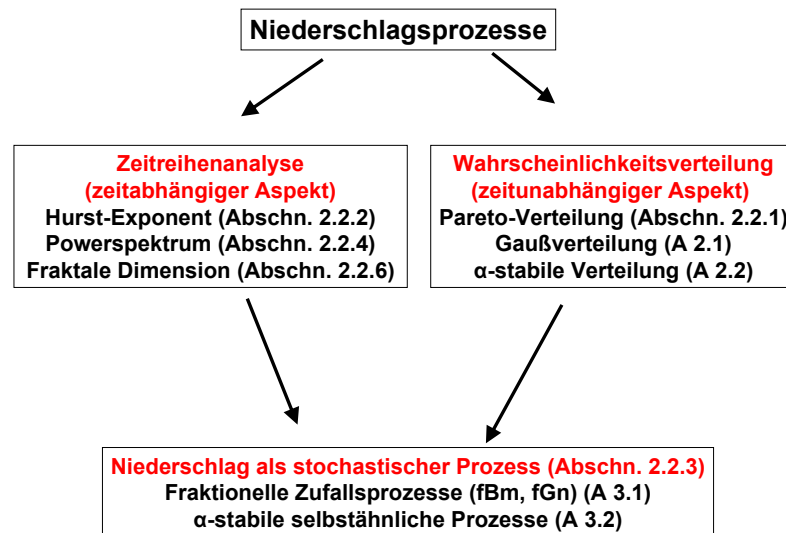 Niederschlagsprozesse
Zeitreihenanalyse
(zeitabhängiger Aspekt)
Hurst-Exponent (Abschn. 2.2.2)
Powerspektrum (Abschn. 2.2.4)
Fraktale Dimension (Abschn. 2.2.6)
Wahrscheinlichkeitsverteilung
(zeitunabhängiger Aspekt)
Pareto-Verteilung (Abschn. 2.2.1)
Gaußverteilung (A 2.1)
α-stabile Verteilung (A 2.2)
Niederschlag als stochastischer Prozess (Abschn. 2.2.3)
Fraktionelle Zufallsprozesse (fBm, fGn) (A 3.1)
α-stabile selbstähnliche Prozesse (A 3.2)